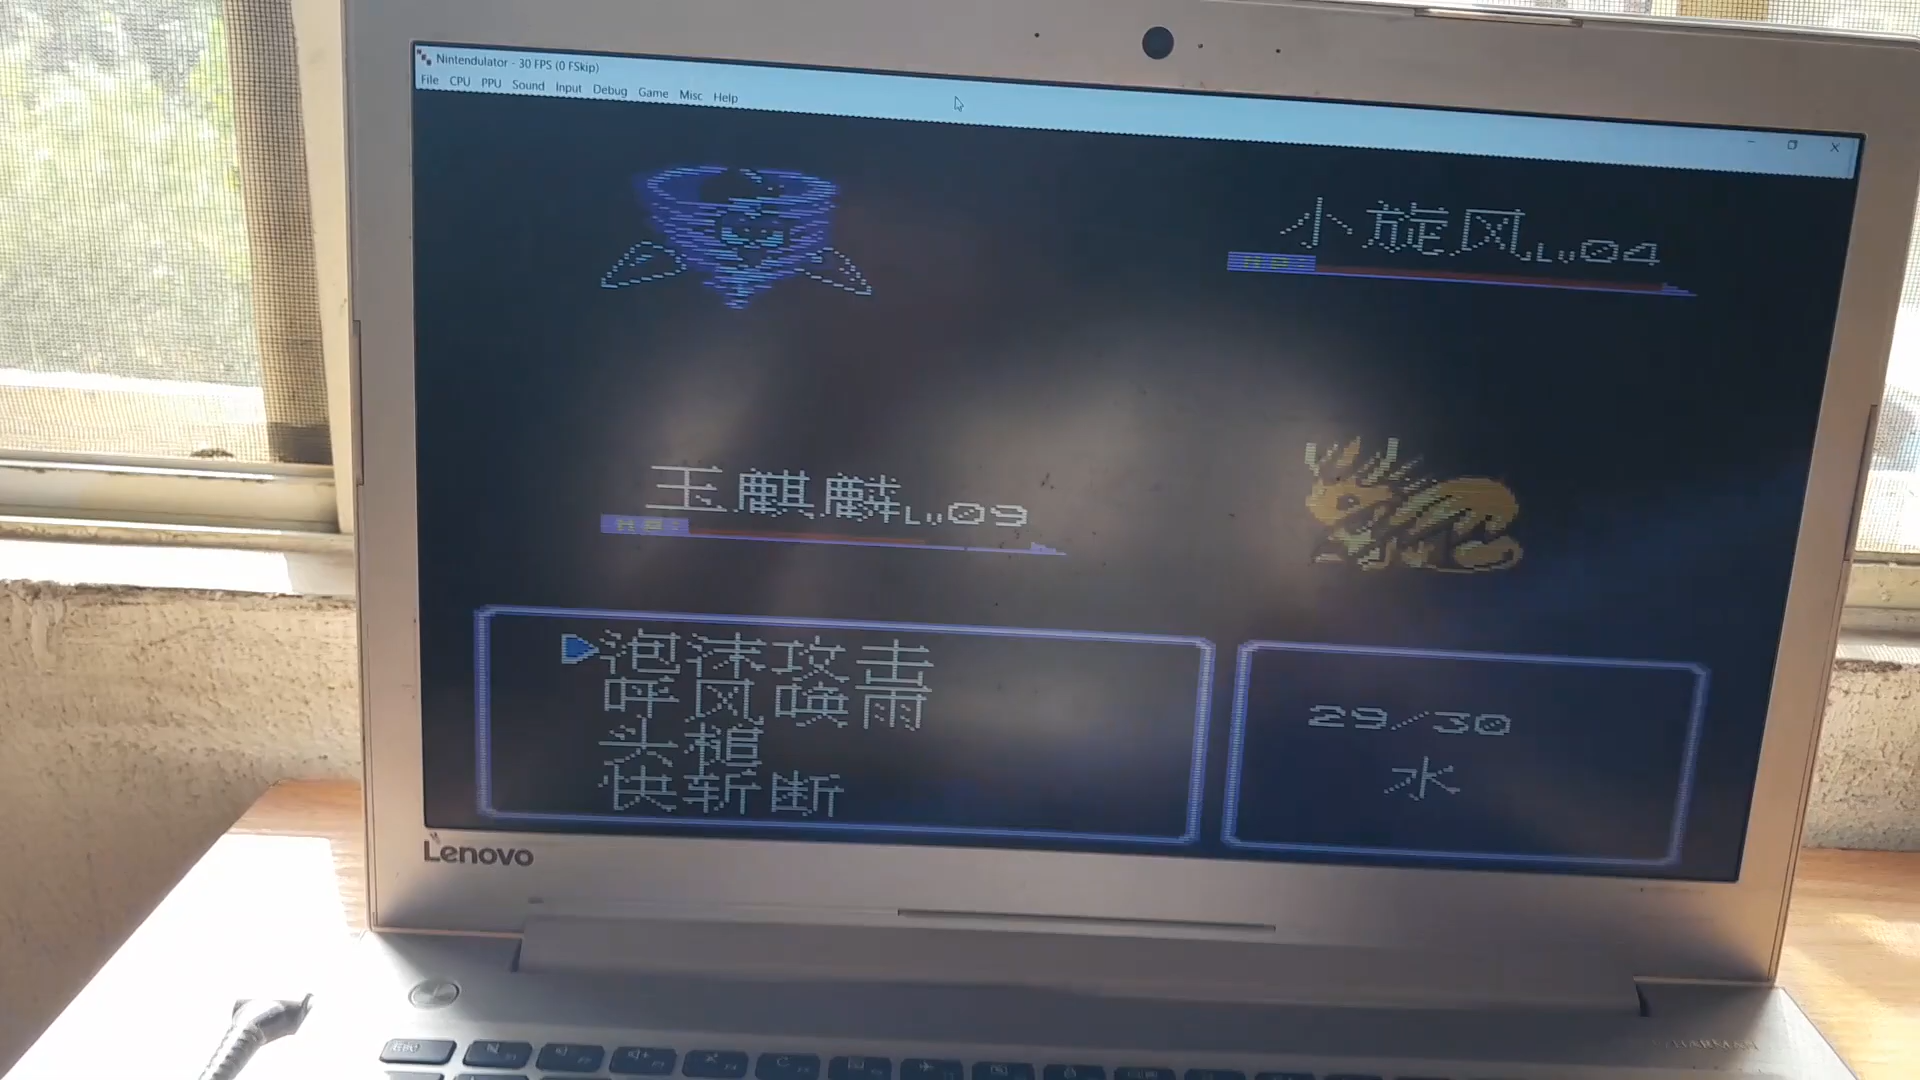 Nintendulator - 30 FPS (0 FSkip)
File CPU PPU Sound Input Debug Game Misc Help
小旋风Lv04
HP:
玉麒麟Lv09
HP:
泡沫攻击
呼风唤雨
头槌
快斩断
29/30
水
Lenovo